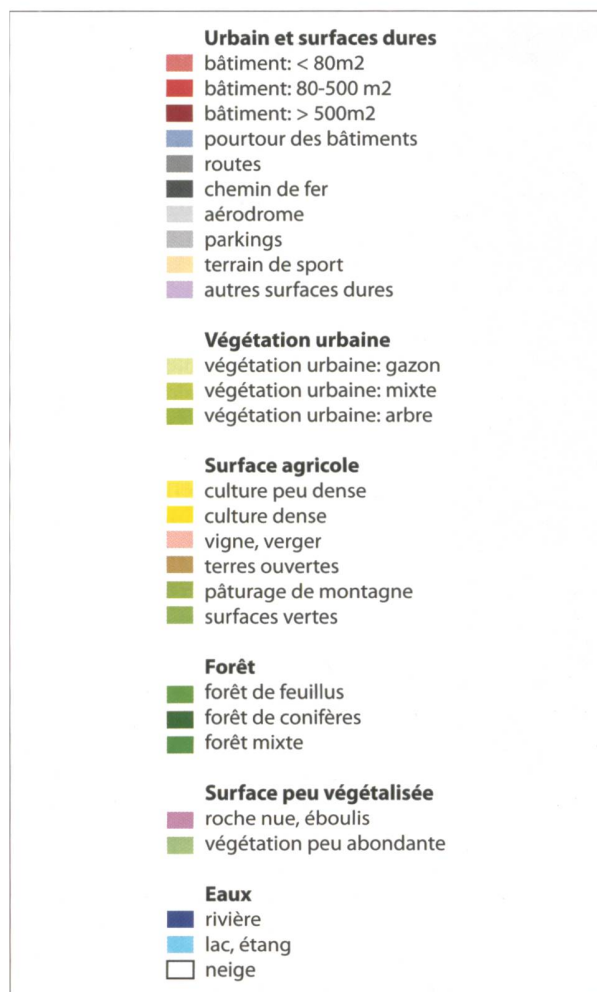 Urbain et surfaces dures
bâtiment: < 80m2
bâtiment: 80-500 m2
bâtiment: > 500m2
pourtour des bâtiments
routes
chemin de fer
aérodrome
parkings
terrain de sport
autres surfaces dures
Végétation urbaine
végétation urbaine: gazon
végétation urbaine: mixte
végétation urbaine: arbre
Surface agricole
culture peu dense
culture dense
vigne, verger
terres ouvertes
pâturage de montagne
surfaces vertes
Forêt
forêt de feuillus
forêt de conifères
forêt mixte
Surface peu végétalisée
roche nue, éboulis
végétation peu abondante
Eaux
rivière
lac, étang
neige